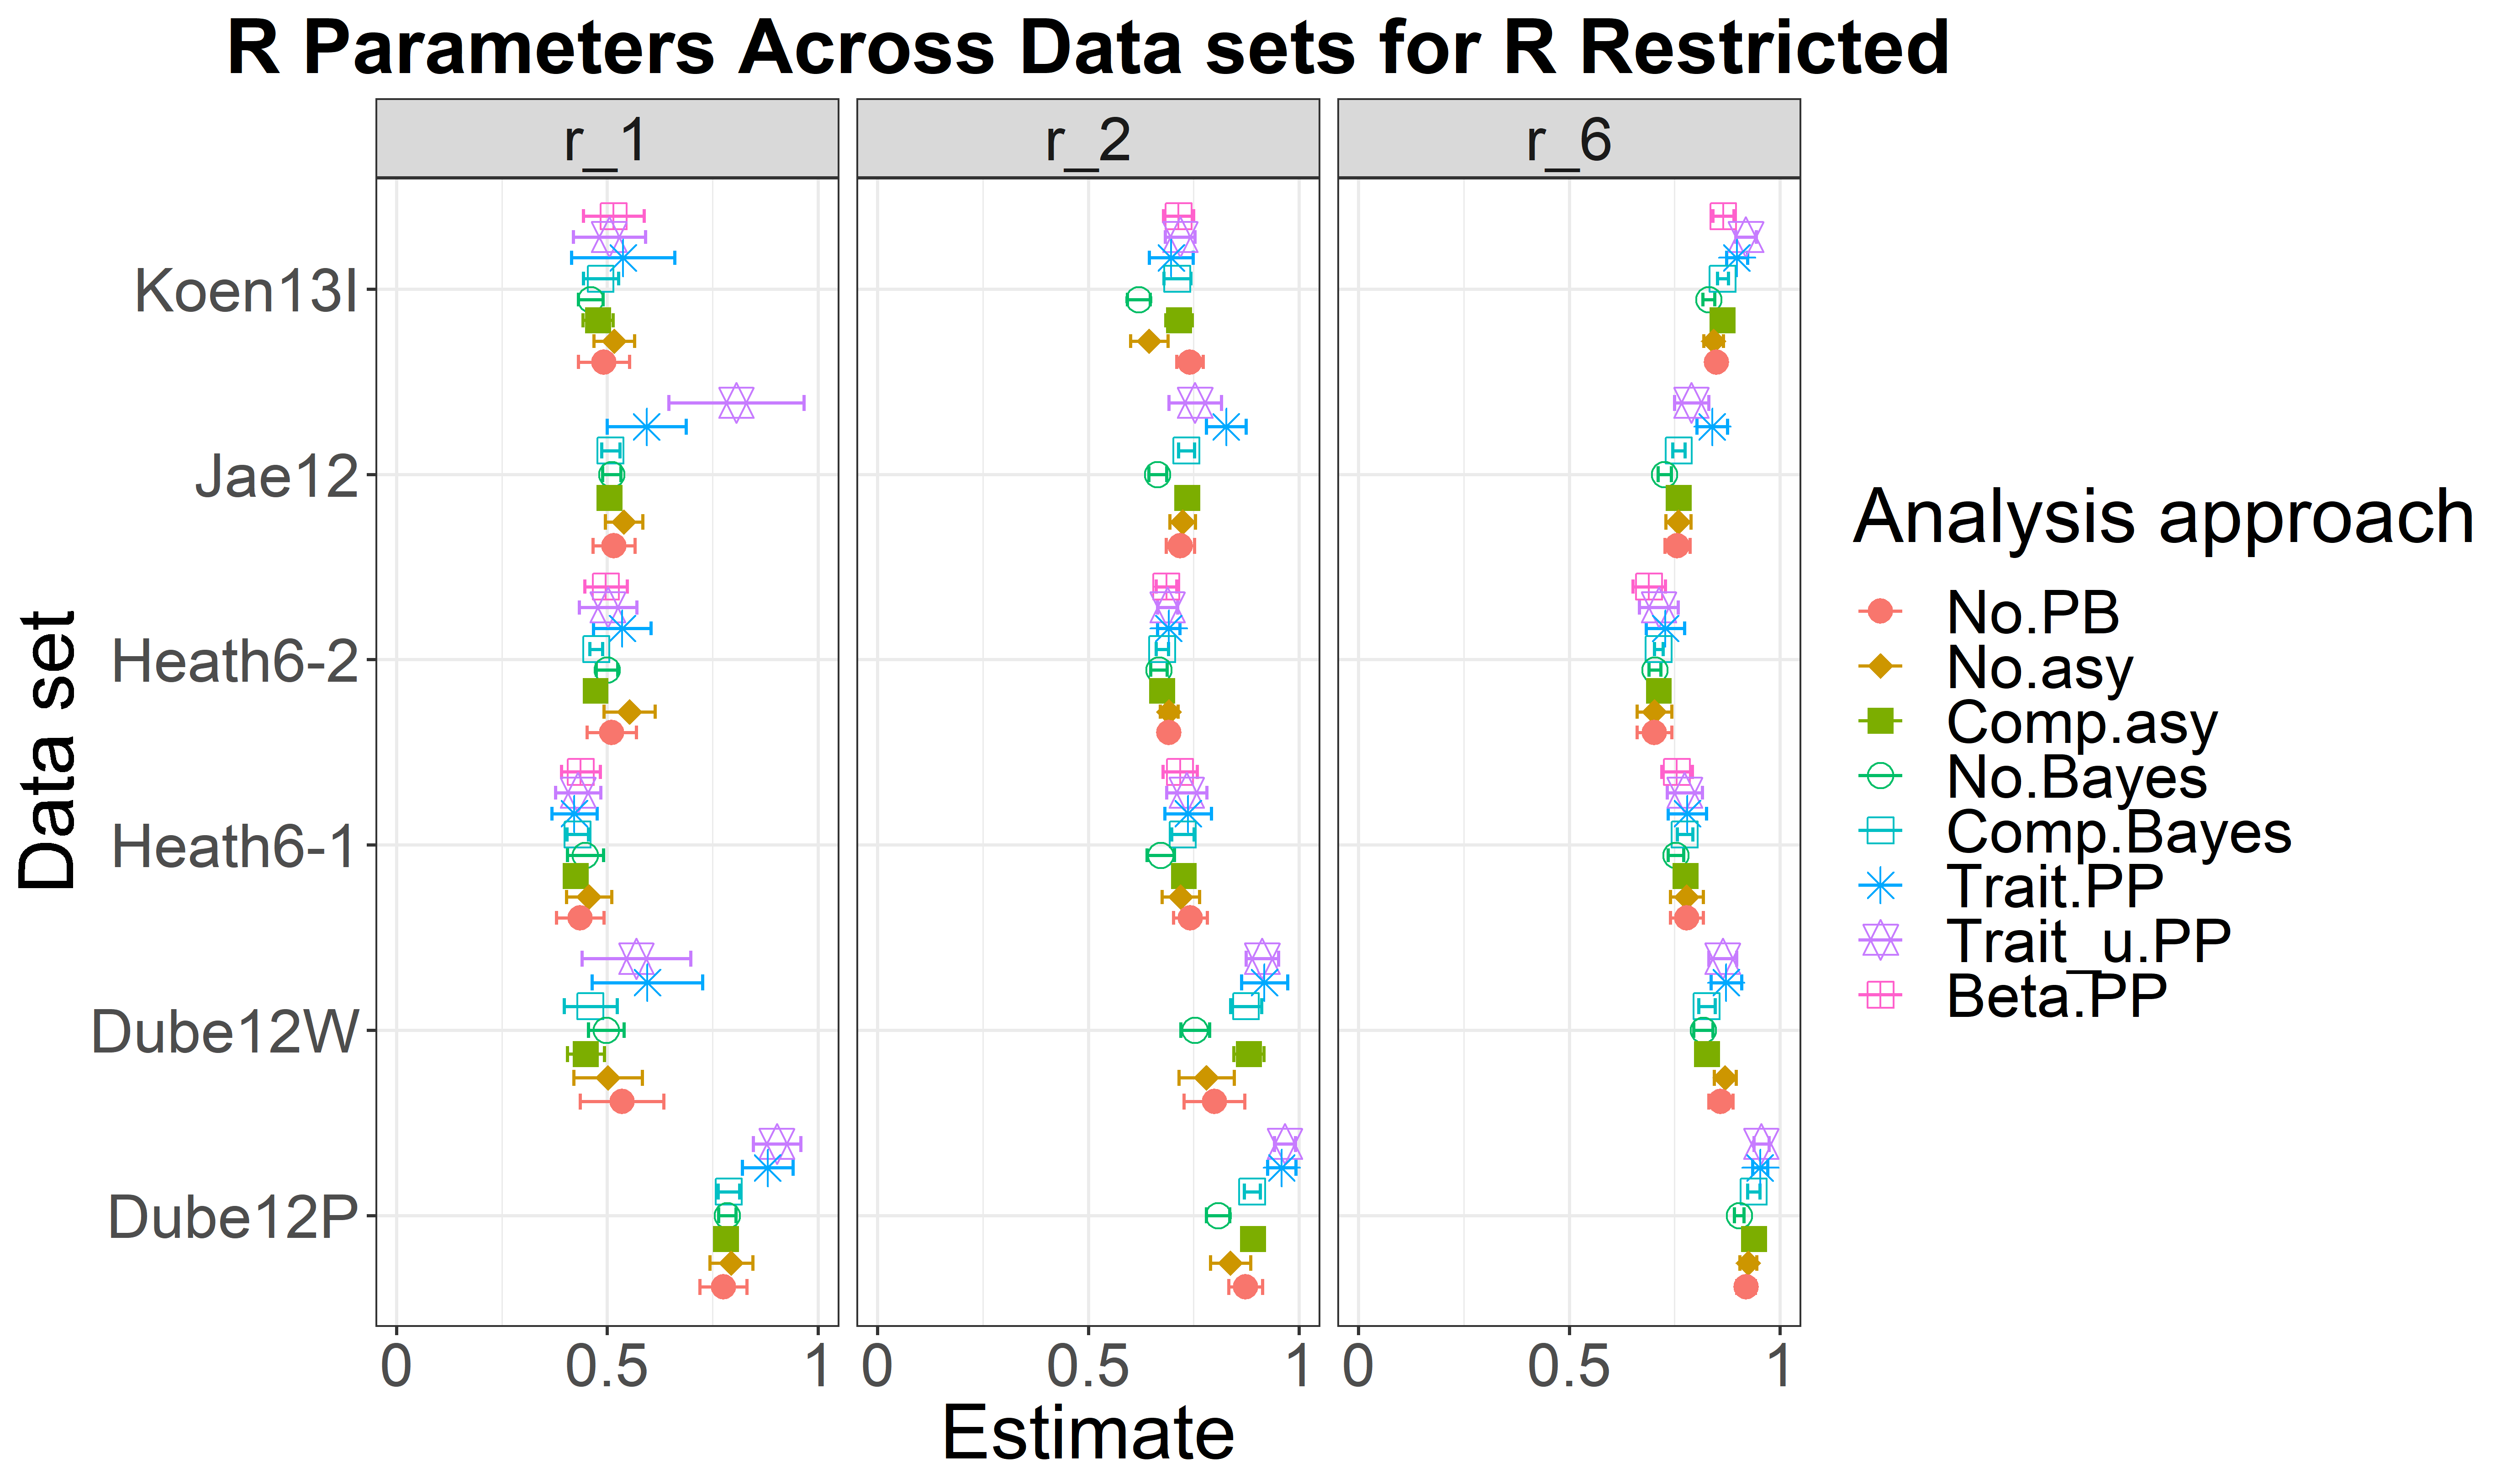 R Parameters Across Data sets for R Restricted
r_1 r_2 r_6
Koen13I
Jae12
Heath6-2
Heath6-1
Dube12W
Dube12P
Data set
0 0.5 1 0 0.5 1 0 0.5 1
Estimate
Analysis approach
No.PB
No.asy
Comp.asy
No.Bayes
Comp.Bayes
Trait.PP
Trait_u.PP
Beta.PP